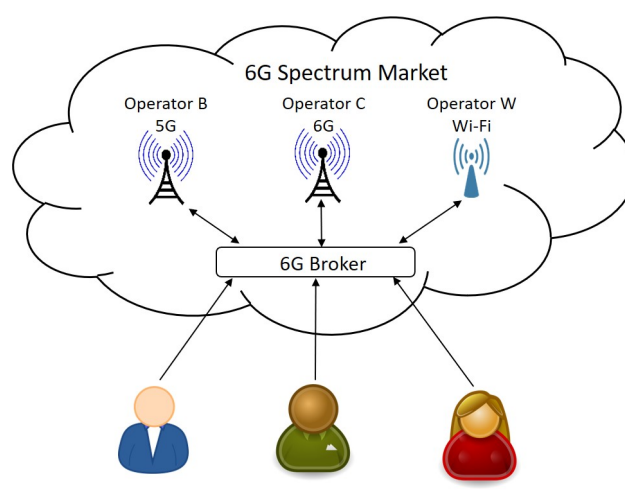 6G Spectrum Market
Operator B
5G
Operator C
6G
Operator W
Wi-Fi
6G Broker